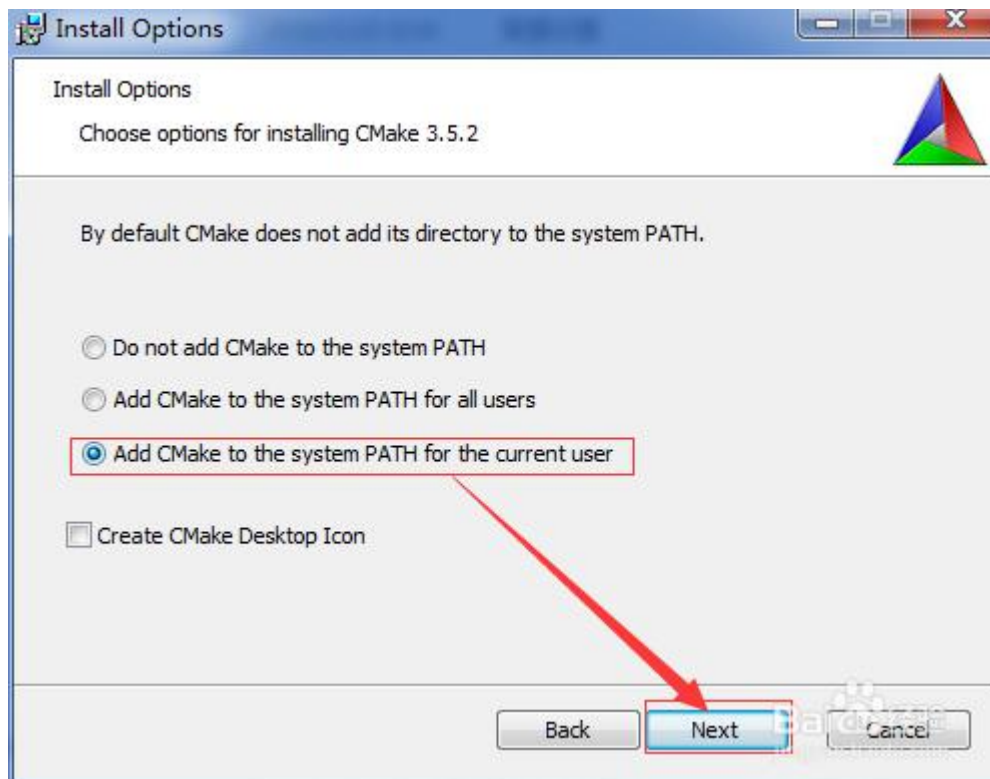 Install Options
Install Options
Choose options for installing CMake 3.5.2
By default CMake does not add its directory to the system PATH.
Do not add CMake to the system PATH
Add CMake to the system PATH for all users
Add CMake to the system PATH for the current user
Create CMake Desktop Icon
Back
Next
Cancel
Baidu 经验